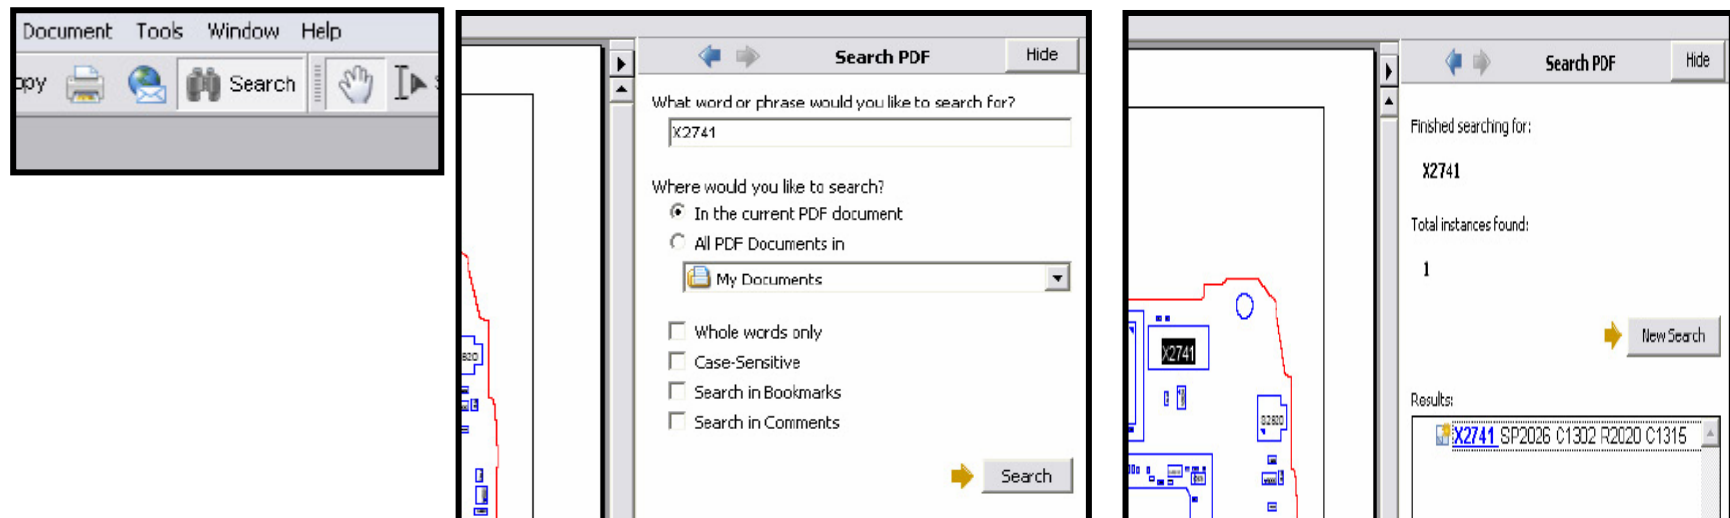 Document Tools Window Help
opy Search
Search PDF Hide
What word or phrase would you like to search for?
X2741
Where would you like to search?
In the current PDF document
All PDF Documents in
My Documents
Whole words only
Case-Sensitive
Search in Bookmarks
Search in Comments
Search
Search PDF Hide
Finished searching for:
X2741
Total instances found:
1
New Search
Results:
X2741 SP2026 C1302 R2020 C1315
X2741